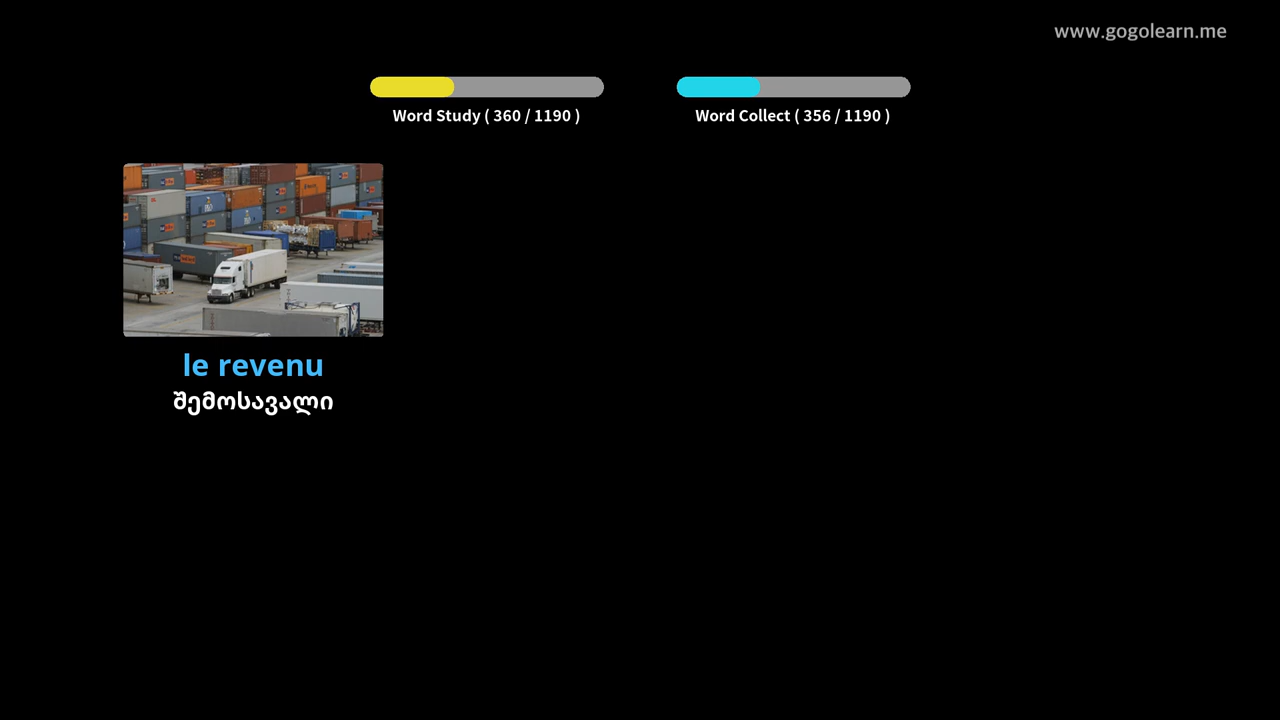 www.gogolearn.me
Word Study ( 360 / 1190 )
Word Collect ( 356 / 1190 )
le revenu
შემოსავალი